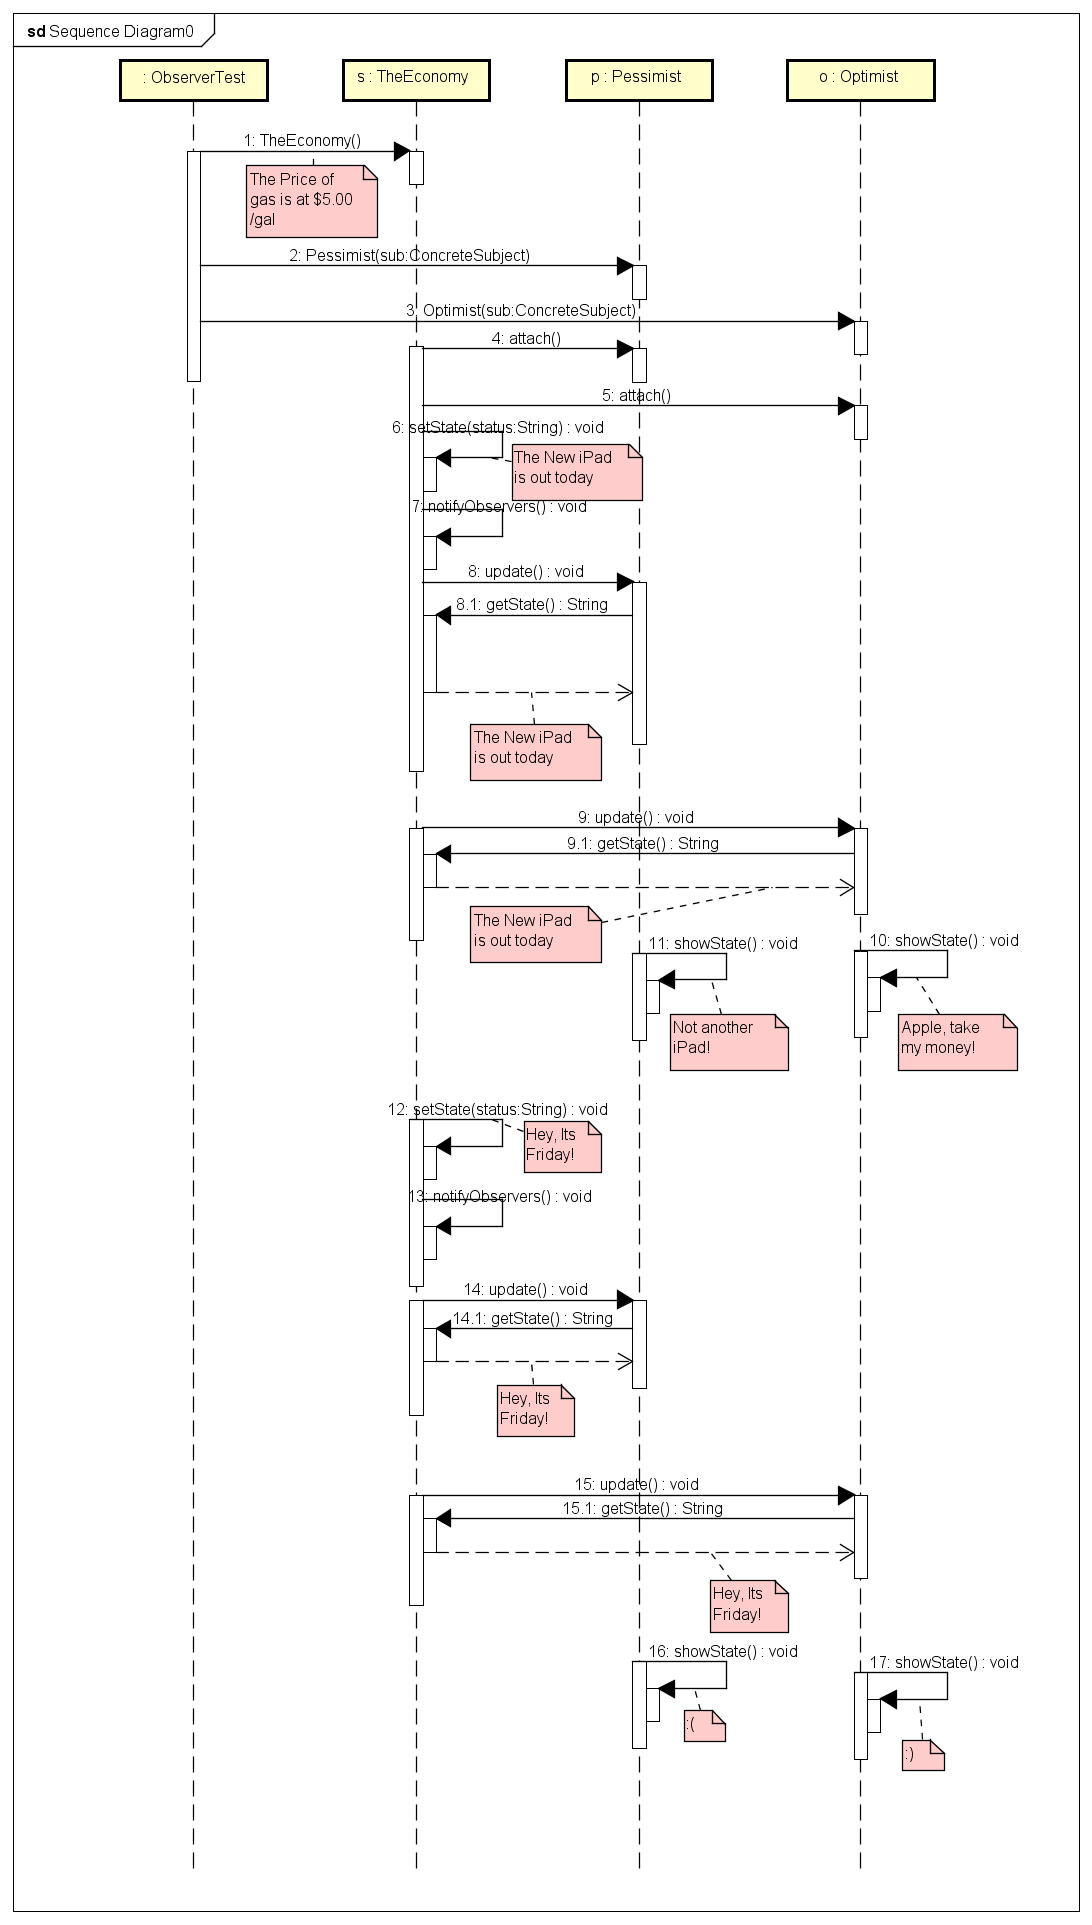 sd Sequence Diagram0
: ObserverTest
s : TheEconomy
p : Pessimist
o : Optimist
1: TheEconomy()
The Price of
gas is at $5.00
/gal
2: Pessimist(sub:ConcreteSubject)
3: Optimist(sub:ConcreteSubject)
4: attach()
5: attach()
6: setState(status:String) : void
The New iPad
is out today
7: notifyObservers() : void
8: update() : void
8.1: getState() : String
The New iPad
is out today
9: update() : void
9.1: getState() : String
The New iPad
is out today
11: showState() : void
10: showState() : void
Not another
iPad!
Apple, take
my money!
12: setState(status:String) : void
Hey, Its
Friday!
13: notifyObservers() : void
14: update() : void
14.1: getState() : String
Hey, Its
Friday!
15: update() : void
15.1: getState() : String
Hey, Its
Friday!
16: showState() : void
17: showState() : void
:(
:)